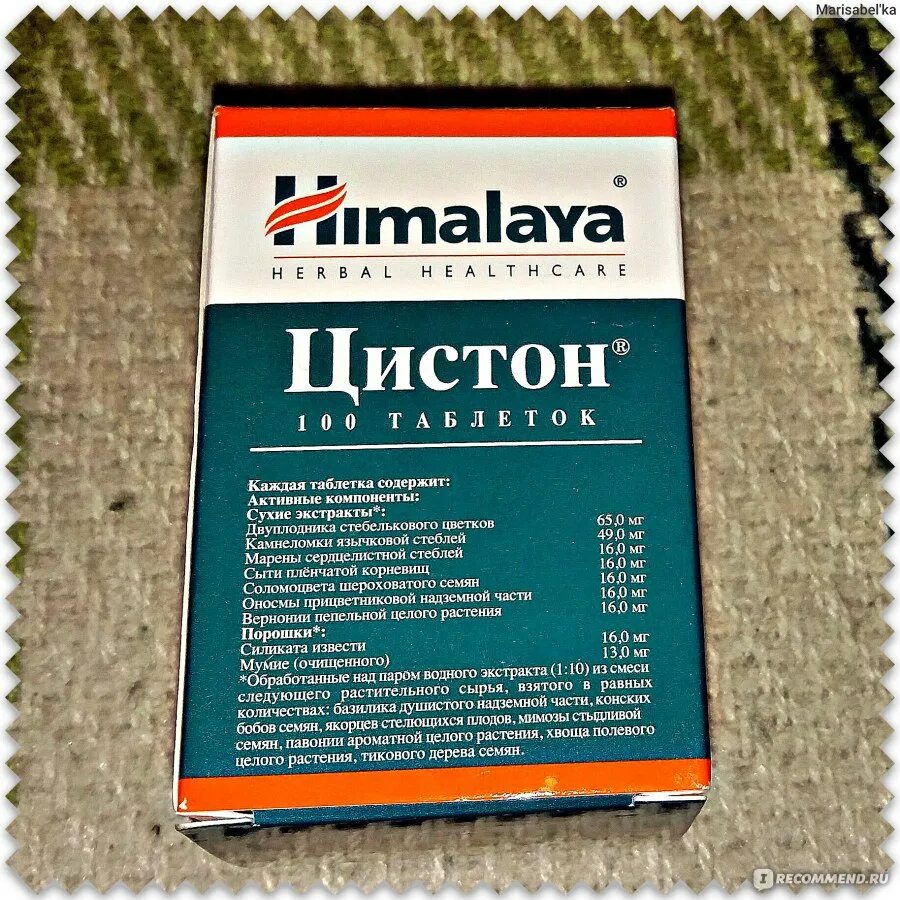 Marisabel'ka
Himalaya®
HERBAL HEALTHCARE
Цистон®
100 ТАБЛЕТОК
Каждая таблетка содержит:
Активные компоненты:
Сухие экстракты*:
Двуплодника стебелькового цветков 65,0 мг
Камнеломки язычковой стеблей 49,0 мг
Марены сердцелистной стеблей 16,0 мг
Сыти плёнчатой корневищ 16,0 мг
Соломоцвета шероховатого семян 16,0 мг
Оносмы прицветниковой надземной части 16,0 мг
Вернонии пепельной целого растения 16,0 мг
Порошки*:
Силиката извести 16,0 мг
Мумие (очищенного) 13,0 мг
*Обработанные над паром водного экстракта (1:10) из смеси
следующего растительного сырья, взятого в равных
количествах: базилика душистого надземной части, конских
бобов семян, якорцев стелющихся плодов, мимозы стыдливой
семян, павонии ароматной целого растения, хвоща полевого
целого растения, тикового дерева семян.
IRECOMMEND.RU